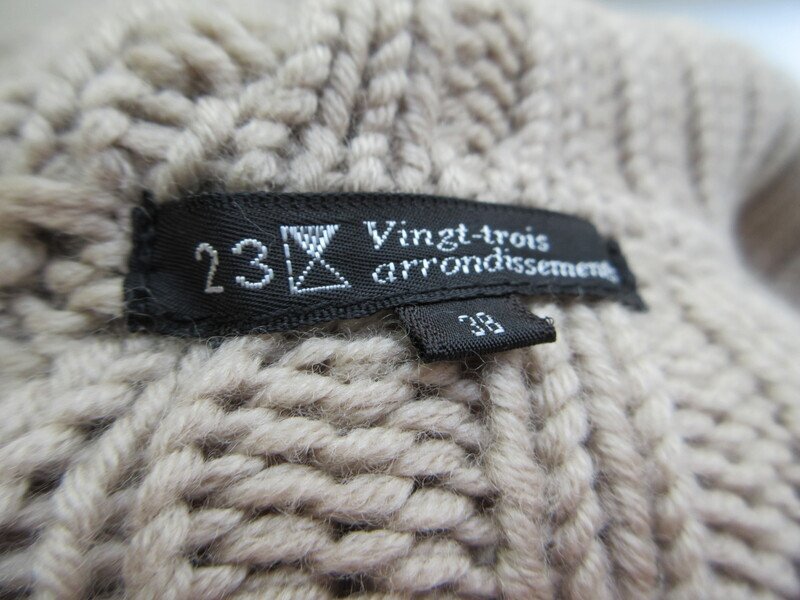 23
Vingt-trois
arrondissements
38